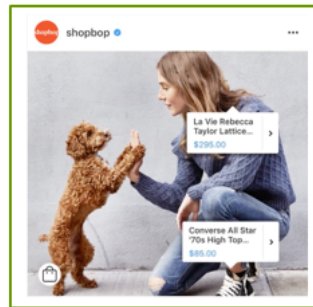 shopbop
shopbop
La Vie Rebecca
Taylor Lattice...
$295.00
Converse All Star
'70s High Top...
$85.00